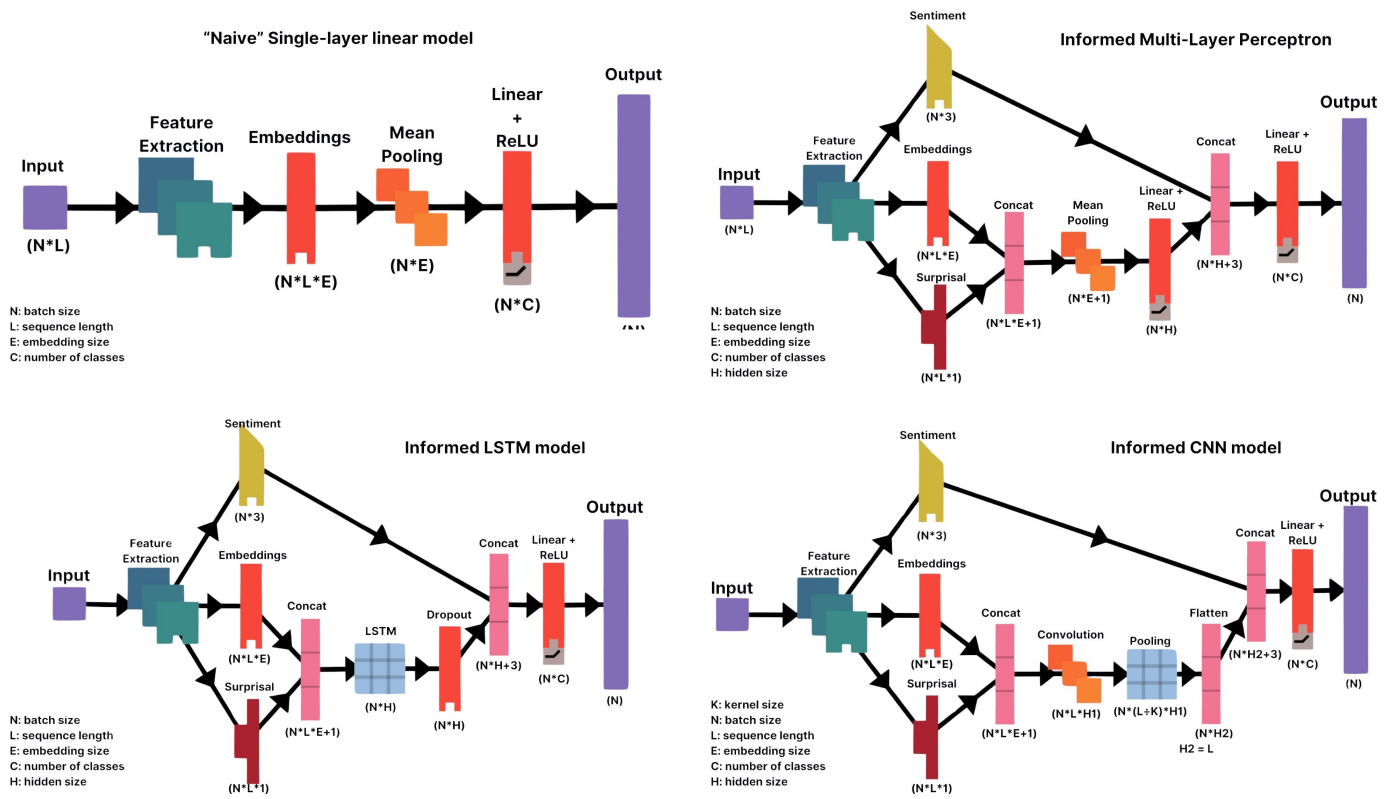 “Naive” Single-layer linear model
Input
(N*L)
Feature
Extraction
Embeddings
(N*L*E)
Mean
Pooling
(N*E)
Linear
+
ReLU
(N*C)
Output
(N)
N: batch size
L: sequence length
E: embedding size
C: number of classes
Informed Multi-Layer Perceptron
Input
(N*L)
Feature
Extraction
Sentiment
(N*3)
Embeddings
(N*L*E)
Surprisal
(N*L*1)
Concat
(N*L*E+1)
Mean
Pooling
(N*E+1)
Linear +
ReLU
(N*H)
Concat
(N*H+3)
Linear +
ReLU
(N*C)
Output
(N)
N: batch size
L: sequence length
E: embedding size
C: number of classes
H: hidden size
Informed LSTM model
Input
Feature
Extraction
Sentiment
(N*3)
Embeddings
(N*L*E)
Surprisal
(N*L*1)
Concat
(N*L*E+1)
LSTM
(N*H)
Dropout
(N*H)
Concat
(N*H+3)
Linear +
ReLU
(N*C)
Output
(N)
N: batch size
L: sequence length
E: embedding size
C: number of classes
H: hidden size
Informed CNN model
Input
Feature
Extraction
Sentiment
(N*3)
Embeddings
(N*L*E)
Surprisal
(N*L*1)
Concat
(N*L*E+1)
Convolution
(N*L*H1)
Pooling
(N*(L÷K)*H1)
Flatten
(N*H2)
H2 = L
Concat
(N*H2+3)
Linear +
ReLU
(N*C)
Output
(N)
K: kernel size
N: batch size
L: sequence length
E: embedding size
C: number of classes
H: hidden size